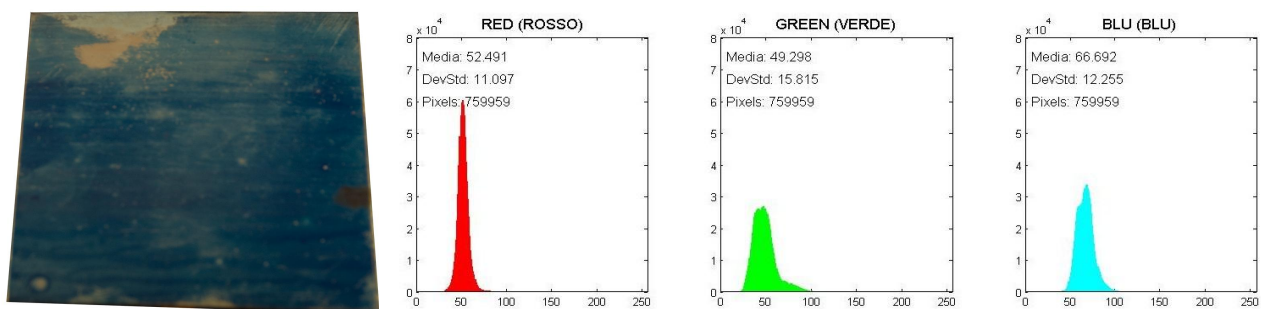 RED (ROSSO)
x 10^4
Media: 52.491
DevStd: 11.097
Pixels: 759959
8
7
6
5
4
3
2
1
0
0 50 100 150 200 250
GREEN (VERDE)
x 10^4
Media: 49.298
DevStd: 15.815
Pixels: 759959
8
7
6
5
4
3
2
1
0
0 50 100 150 200 250
BLU (BLU)
x 10^4
Media: 66.692
DevStd: 12.255
Pixels: 759959
8
7
6
5
4
3
2
1
0
0 50 100 150 200 250